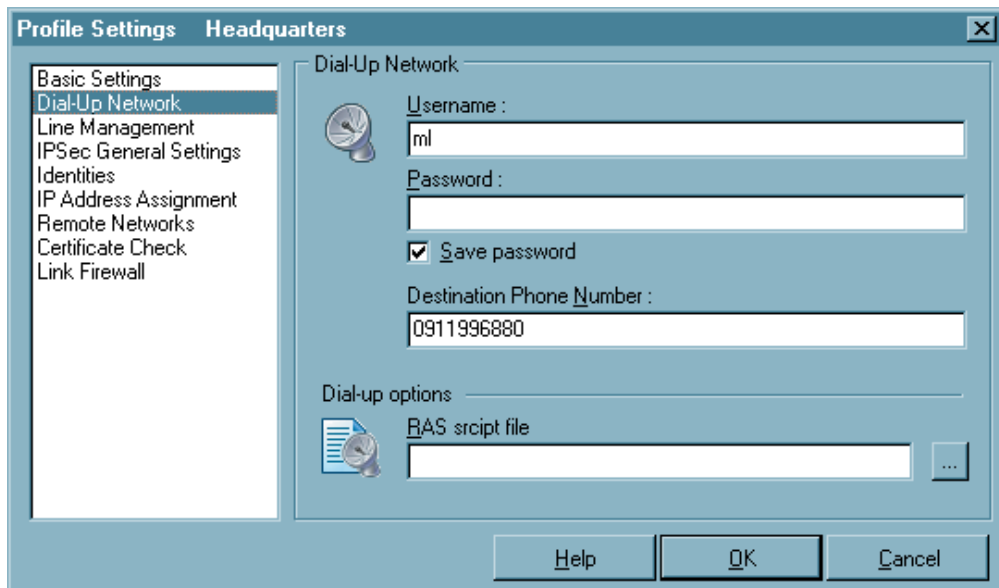 Profile Settings Headquarters
Basic Settings
Dial-Up Network
Line Management
IPSec General Settings
Identities
IP Address Assignment
Remote Networks
Certificate Check
Link Firewall
Dial-Up Network
Username :
ml
Password :
Save password
Destination Phone Number :
0911996880
Dial-up options
RAS srcipt file
...
Help OK Cancel